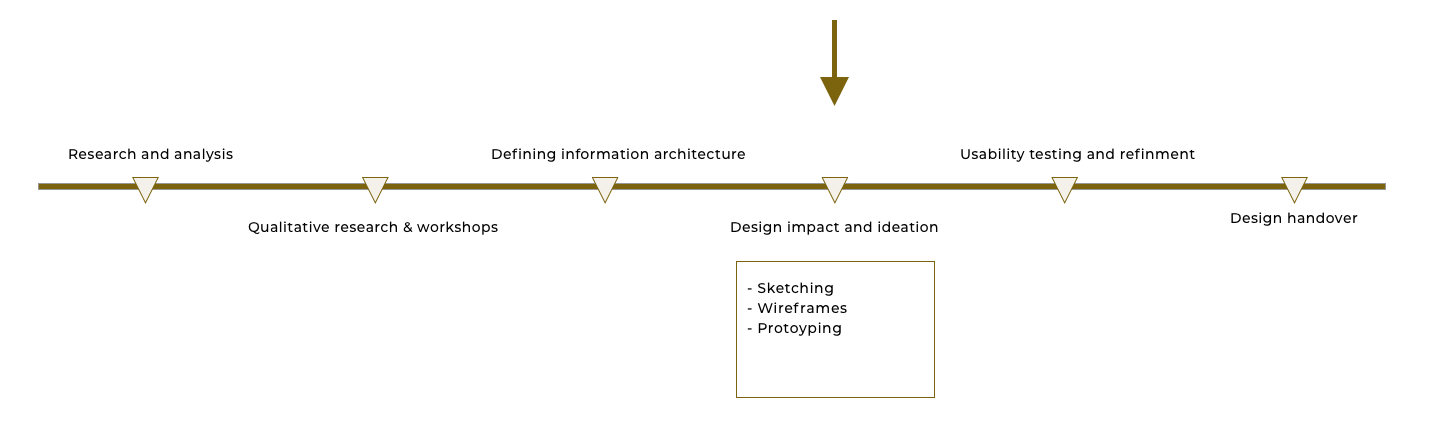 Research and analysis
Defining information architecture
Usability testing and refinment
Qualitative research & workshops
Design impact and ideation
Design handover
- Sketching
- Wireframes
- Protoyping